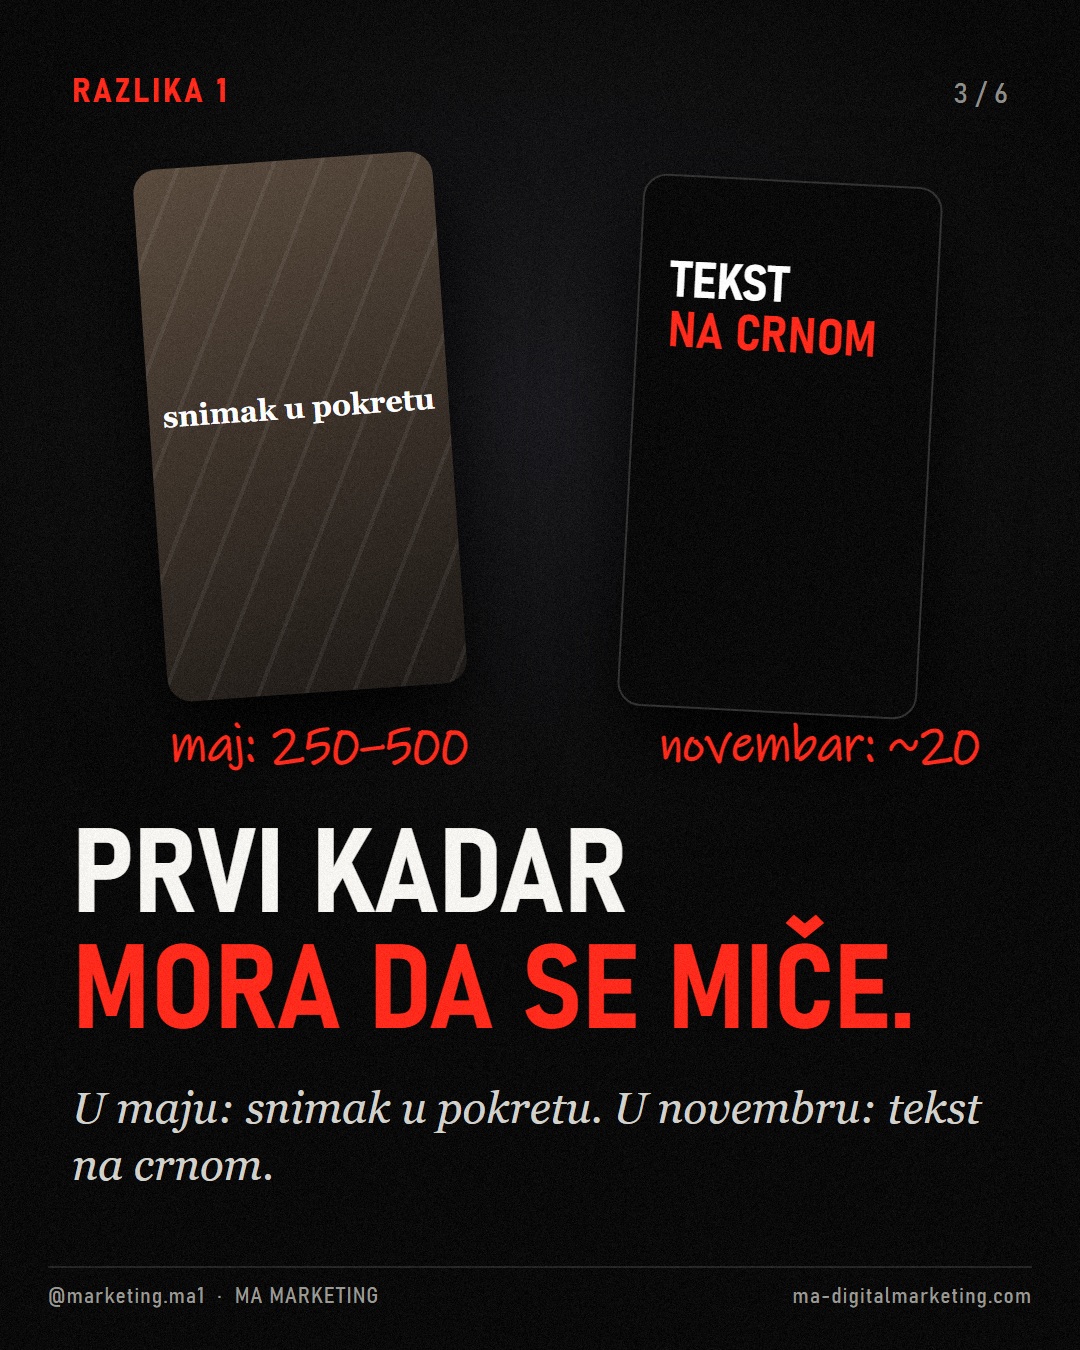 RAZLIKA 1
3 / 6
snimak u pokretu
TEKST
NA CRNOM
maj: 250–500
novembar: ~20
PRVI KADAR
MORA DA SE MIČE.
U maju: snimak u pokretu. U novembru: tekst
na crnom.
@marketing.ma1 · MA MARKETING
ma-digitalmarketing.com